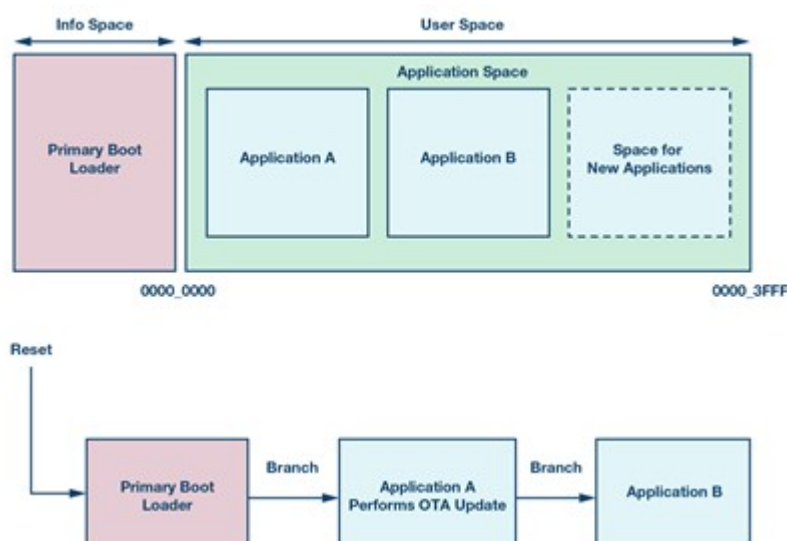 Info Space
User Space
Application Space
Primary Boot
Loader
Application A
Application B
Space for
New Applications
0000_0000
0000_3FFF
Reset
Primary Boot
Loader
Branch
Application A
Performs OTA Update
Branch
Application B